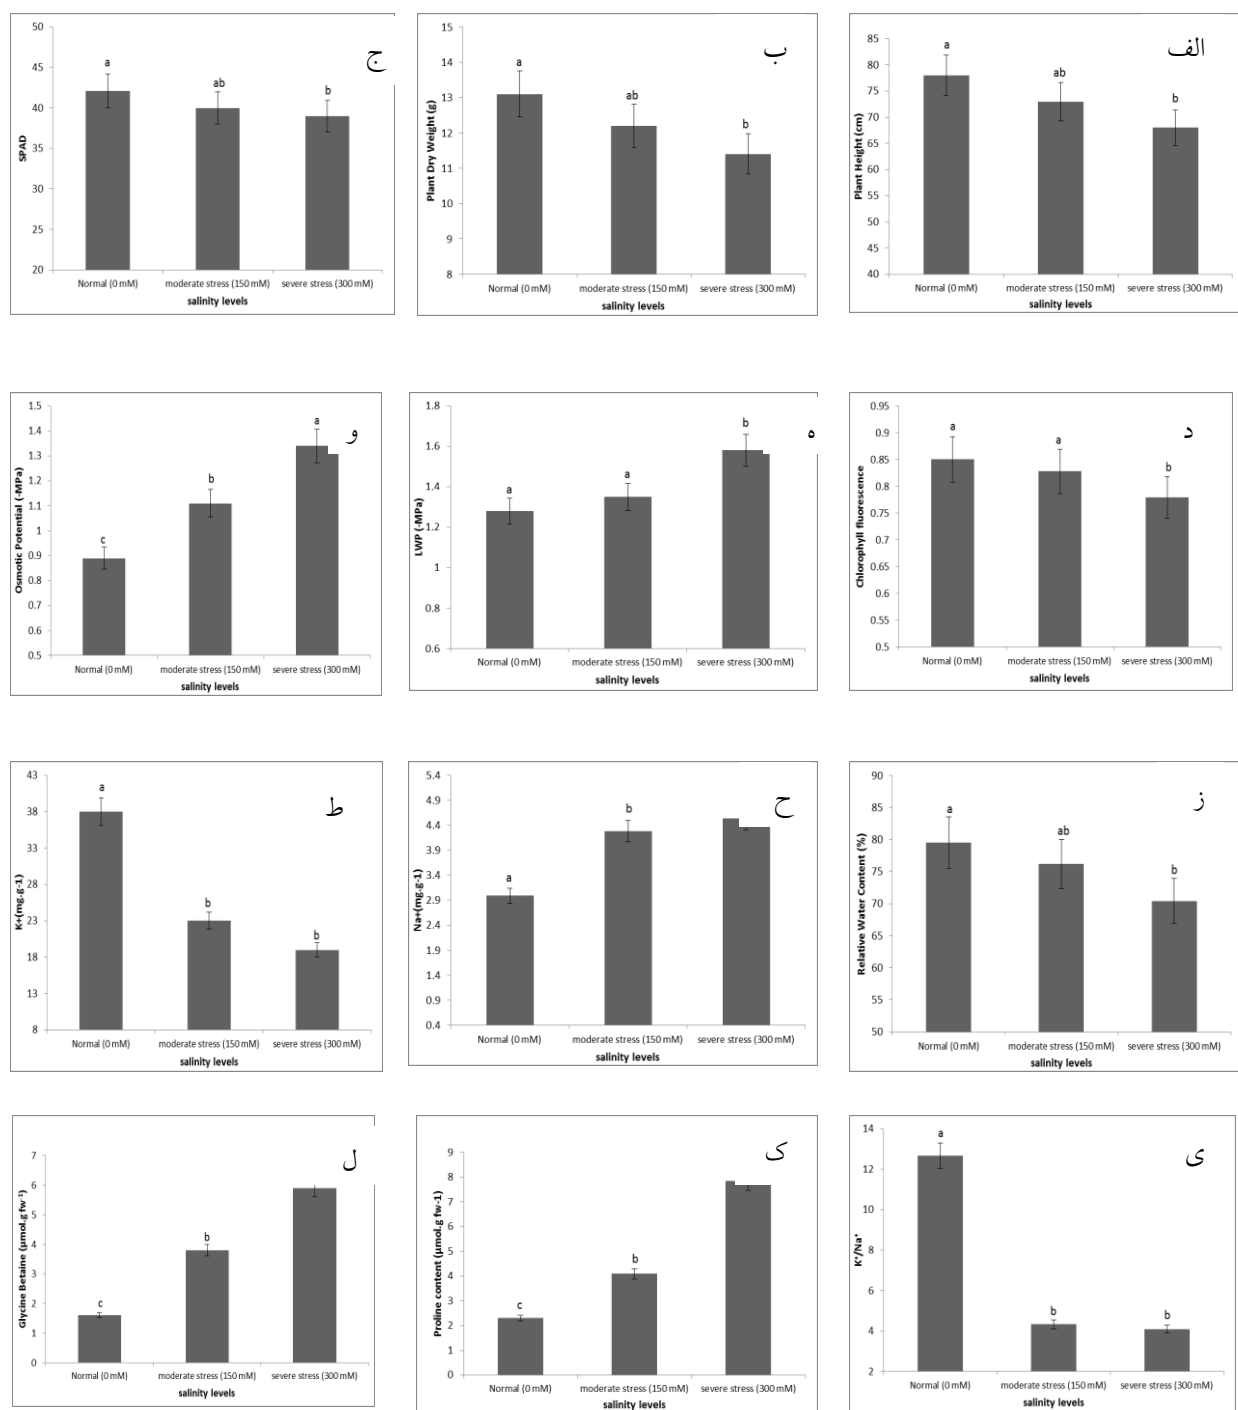 ج
a
ab
b
50
45
40
35
30
25
20
SPAD
Normal (0 mM)
moderate stress (150 mM)
severe stress (300 mM)
salinity levels
ب
a
ab
b
15
14
13
12
11
10
9
8
Plant Dry Weight (g)
Normal (0 mM)
moderate stress (150 mM)
severe stress (300 mM)
salinity levels
الف
a
ab
b
85
80
75
70
65
60
55
50
45
40
Plant Height (cm)
Normal (0 mM)
moderate stress (150 mM)
severe stress (300 mM)
salinity levels
و
c
b
a
1.5
1.4
1.3
1.2
1.1
1
0.9
0.8
0.7
0.6
0.5
Osmotic Potential (-MPa)
Normal (0 mM)
moderate stress (150 mM)
severe stress (300 mM)
salinity levels
ه
a
a
b
1.8
1.6
1.4
1.2
1
0.8
0.6
LWP (-MPa)
Normal (0 mM)
moderate stress (150 mM)
severe stress (300 mM)
salinity levels
د
a
a
b
0.95
0.9
0.85
0.8
0.75
0.7
0.65
0.6
0.55
0.5
Chlorophyll fluorescence
Normal (0 mM)
moderate stress (150 mM)
severe stress (300 mM)
salinity levels
ط
a
b
b
43
38
33
28
23
18
13
8
K+(mg.g-1)
Normal (0 mM)
moderate stress (150 mM)
severe stress (300 mM)
salinity levels
ح
a
b
5.4
4.9
4.4
3.9
3.4
2.9
2.4
1.9
1.4
0.9
0.4
Na+(mg.g-1)
Normal (0 mM)
moderate stress (150 mM)
severe stress (300 mM)
salinity levels
ز
a
ab
b
90
85
80
75
70
65
60
55
50
Relative Water Content (%)
Normal (0 mM)
moderate stress (150 mM)
severe stress (300 mM)
salinity levels
ل
c
b
7
6
5
4
3
2
1
0
Glycine Betaine (µmol.g fw⁻¹)
Normal (0 mM)
moderate stress (150 mM)
severe stress (300 mM)
salinity levels
ک
c
b
9
8
7
6
5
4
3
2
1
0
Proline content (µmol.g fw-1)
Normal (0 mM)
moderate stress (150 mM)
severe stress (300 mM)
salinity levels
ی
a
b
b
14
12
10
8
6
4
2
K⁺/Na⁺
Normal (0 mM)
moderate stress (150 mM)
severe stress (300 mM)
salinity levels